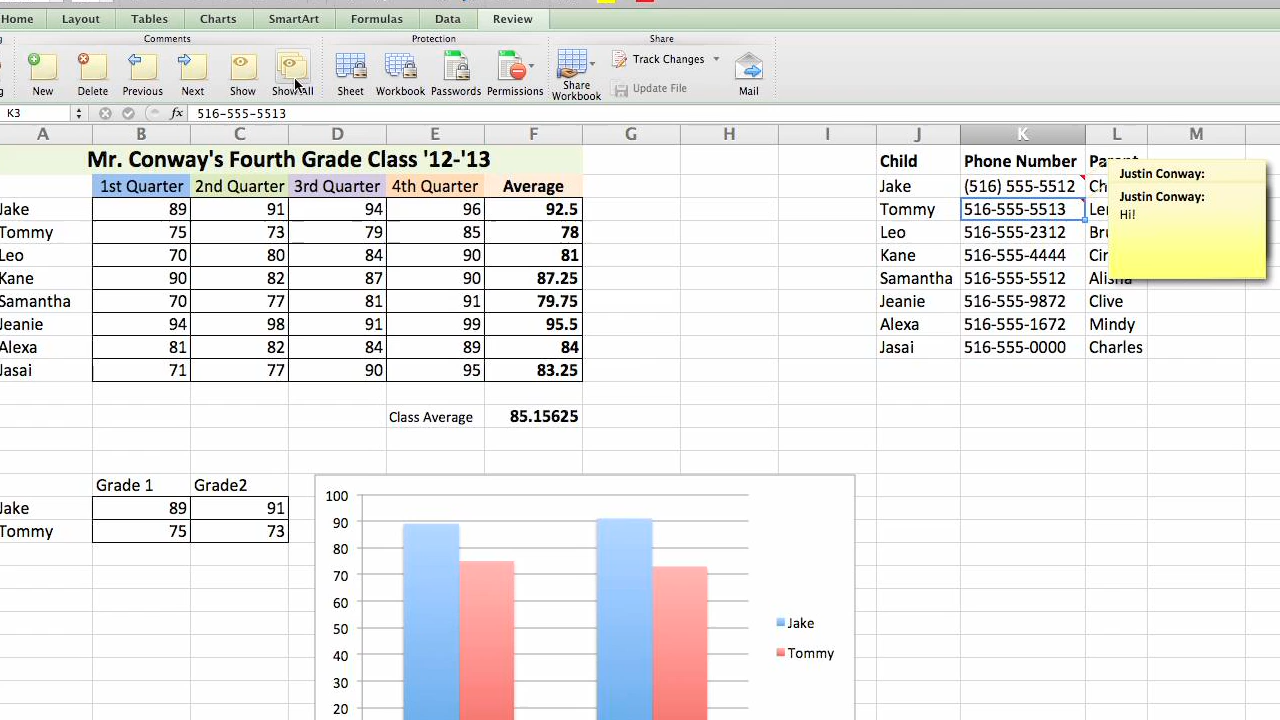 Home Layout Tables Charts SmartArt Formulas Data Review
Comments Protection Share
New Delete Previous Next Show Show All Sheet Workbook Passwords Permissions Share Workbook Track Changes Update File Mail
K3 fx 516-555-5513
A B C D E F G H I J K L M
Mr. Conway's Fourth Grade Class '12-'13 Child Phone Number Parent
1st Quarter 2nd Quarter 3rd Quarter 4th Quarter Average Jake (516) 555-5512 Ch
Jake 89 91 94 96 92.5 Tommy 516-555-5513 Le
Tommy 75 73 79 85 78 Leo 516-555-2312 Br
Leo 70 80 84 90 81 Kane 516-555-4444 Cir
Kane 90 82 87 90 87.25 Samantha 516-555-5512 Alisha
Samantha 70 77 81 91 79.75 Jeanie 516-555-9872 Clive
Jeanie 94 98 91 99 95.5 Alexa 516-555-1672 Mindy
Alexa 81 82 84 89 84 Jasai 516-555-0000 Charles
Jasai 71 77 90 95 83.25
Justin Conway:
Justin Conway:
Hi!
Class Average 85.15625
Grade 1 Grade2
Jake 89 91
Tommy 75 73
100
90
80
70
60
50
40
30
20
Jake
Tommy